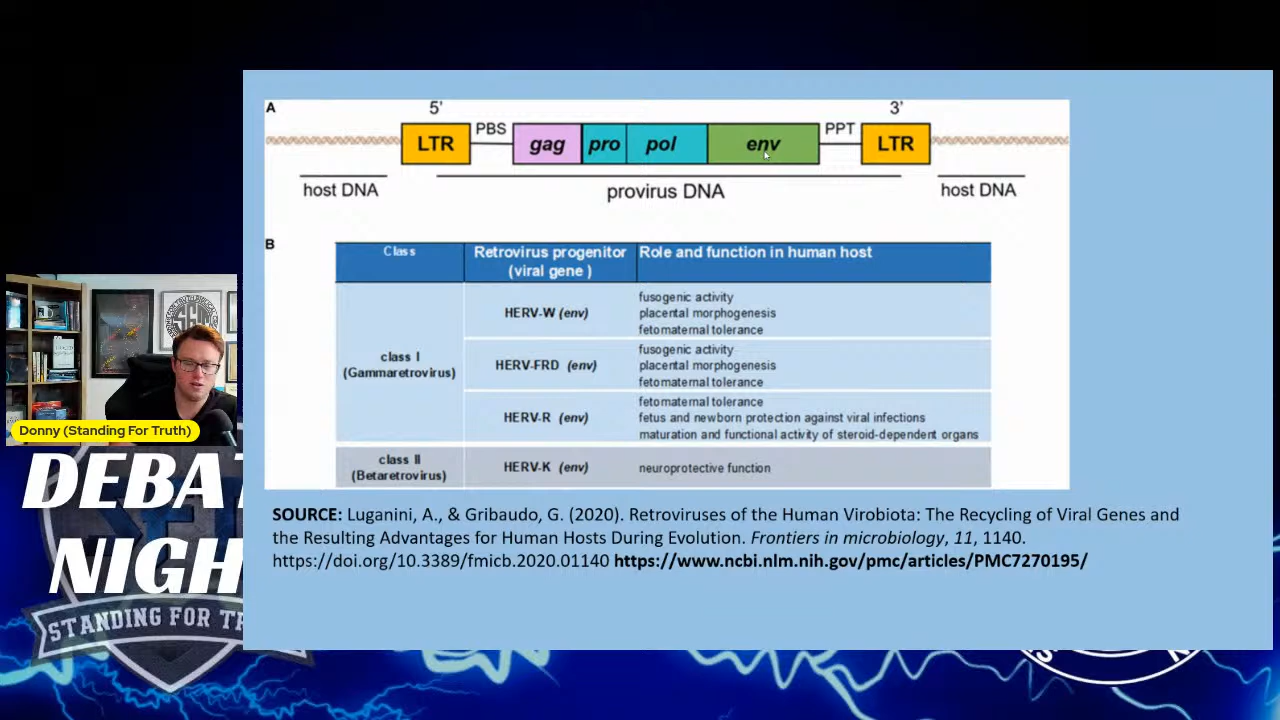 A
5’
3’
LTR
PBS
gag
pro
pol
env
PPT
LTR
host DNA
provirus DNA
host DNA
B
Class
Retrovirus progenitor
(viral gene )
Role and function in human host
class I
(Gammaretrovirus)
HERV-W (env)
fusogenic activity
placental morphogenesis
fetomaternal tolerance
HERV-FRD (env)
fusogenic activity
placental morphogenesis
fetomaternal tolerance
HERV-R (env)
fetomaternal tolerance
fetus and newborn protection against viral infections
maturation and functional activity of steroid-dependent organs
class II
(Betaretrovirus)
HERV-K (env)
neuroprotective function
SOURCE: Luganini, A., & Gribaudo, G. (2020). Retroviruses of the Human Virobiota: The Recycling of Viral Genes and
the Resulting Advantages for Human Hosts During Evolution. Frontiers in microbiology, 11, 1140.
https://doi.org/10.3389/fmicb.2020.01140 https://www.ncbi.nlm.nih.gov/pmc/articles/PMC7270195/
Donny (Standing For Truth)
DEBA
NIGH
STANDING FOR TR